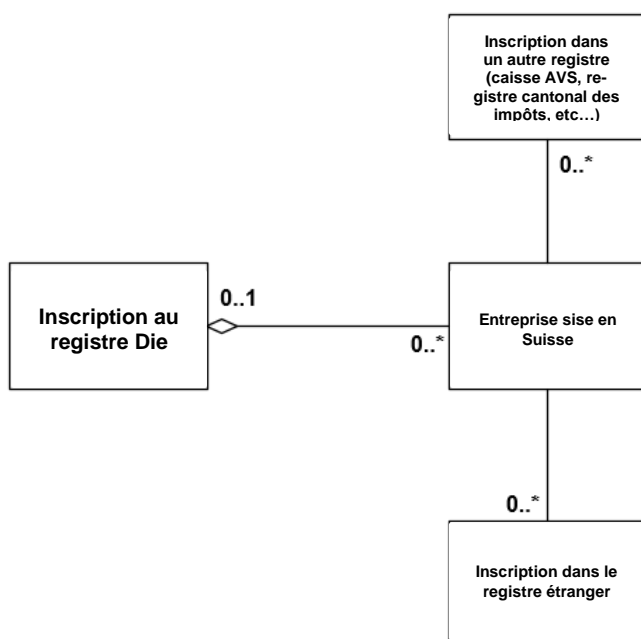 Inscription dans
un autre registre
(caisse AVS, re-
gistre cantonal des
impôts, etc…)
0..*
Inscription au
registre Die
0..1
0..*
Entreprise sise en
Suisse
0..*
Inscription dans le
registre étranger